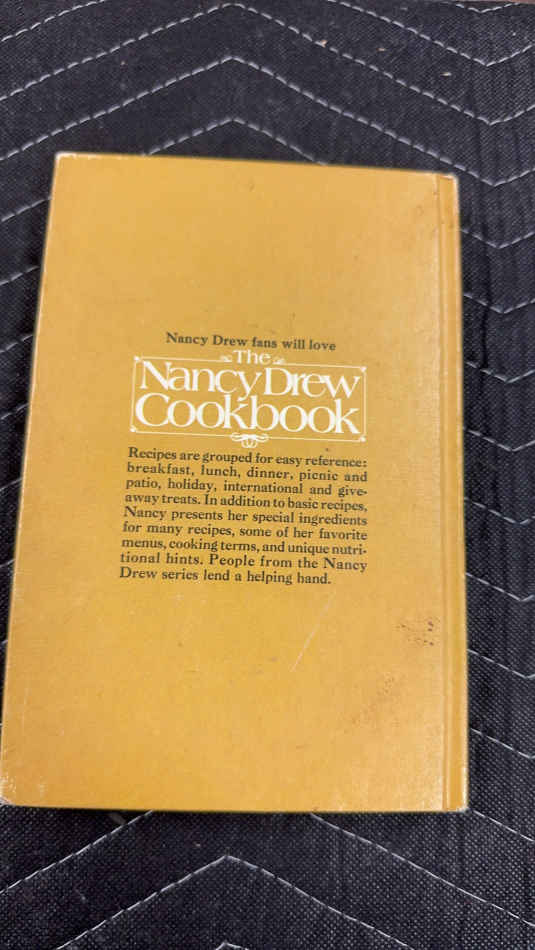 Nancy Drew fans will love
The
Nancy Drew
Cookbook
Recipes are grouped for easy reference:
breakfast, lunch, dinner, picnic and
patio, holiday, international and give-
away treats. In addition to basic recipes,
Nancy presents her special ingredients
for many recipes, some of her favorite
menus, cooking terms, and unique nutri-
tional hints. People from the Nancy
Drew series lend a helping hand.